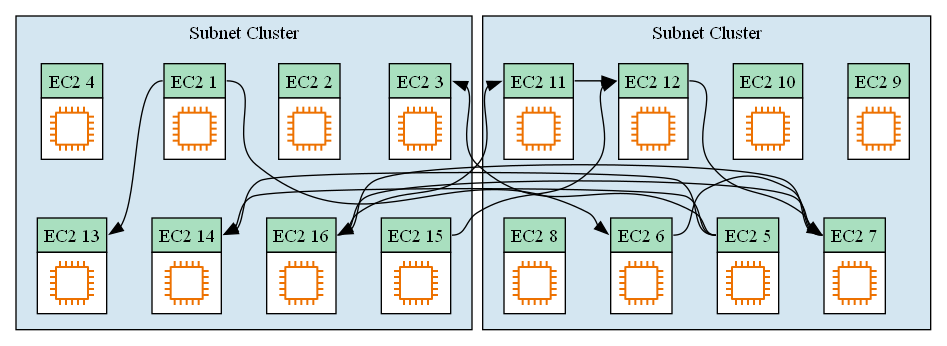 Subnet Cluster
EC2 4
EC2 1
EC2 2
EC2 3
EC2 13
EC2 14
EC2 16
EC2 15
Subnet Cluster
EC2 11
EC2 12
EC2 10
EC2 9
EC2 8
EC2 6
EC2 5
EC2 7